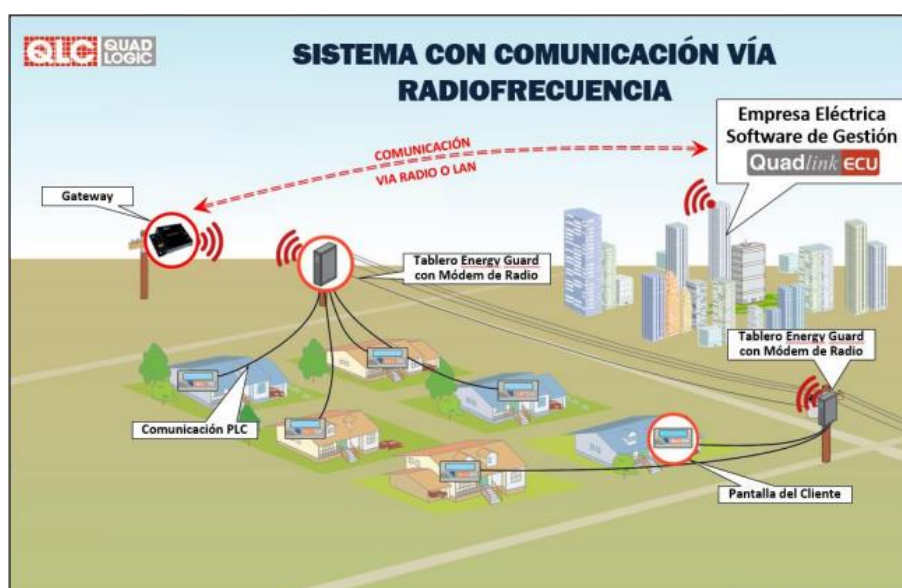 QLC QUAD
LOGIC
SISTEMA CON COMUNICACIÓN VÍA
RADIOFRECUENCIA
Empresa Eléctrica
Software de Gestión
Quadlink ECU
COMUNICACIÓN
VIA RADIO O LAN
Gateway
Tablero Energy Guard
con Módem de Radio
Tablero Energy Guard
con Módem de Radio
Comunicación PLC
Pantalla del Cliente